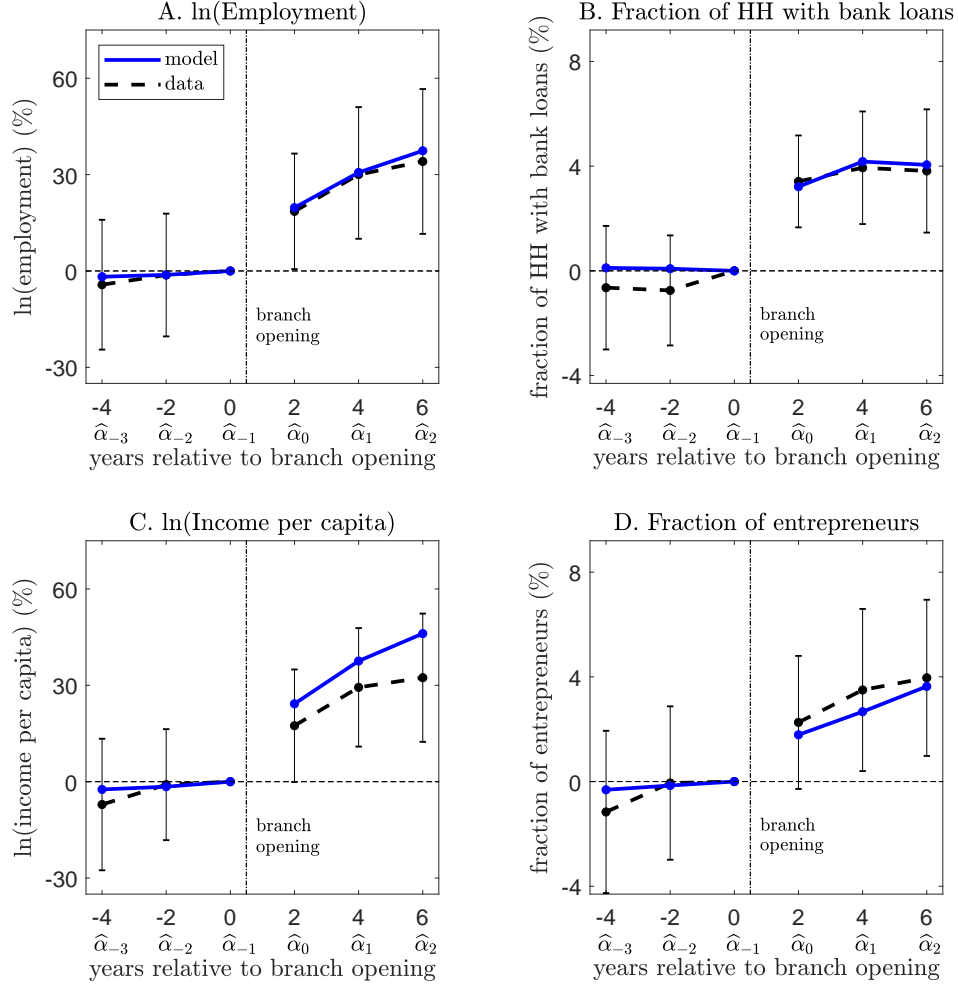 A. ln(Employment)
ln(employment) (%)
60
30
0
-30
model
data
branch
opening
-4 -2 0 2 4 6
α̂₋₃ α̂₋₂ α̂₋₁ α̂₀ α̂₁ α̂₂
years relative to branch opening
B. Fraction of HH with bank loans
fraction of HH with bank loans (%)
8
4
0
-4
branch
opening
-4 -2 0 2 4 6
α̂₋₃ α̂₋₂ α̂₋₁ α̂₀ α̂₁ α̂₂
years relative to branch opening
C. ln(Income per capita)
ln(income per capita) (%)
60
30
0
-30
branch
opening
-4 -2 0 2 4 6
α̂₋₃ α̂₋₂ α̂₋₁ α̂₀ α̂₁ α̂₂
years relative to branch opening
D. Fraction of entrepreneurs
fraction of entrepreneurs (%)
8
4
0
-4
branch
opening
-4 -2 0 2 4 6
α̂₋₃ α̂₋₂ α̂₋₁ α̂₀ α̂₁ α̂₂
years relative to branch opening